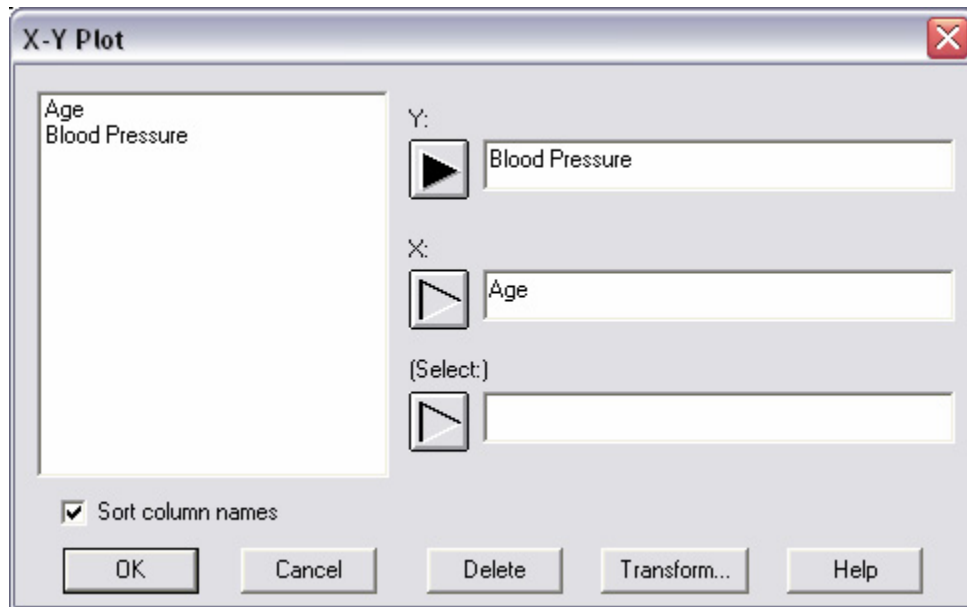 X-Y Plot
Age
Blood Pressure
Y:
Blood Pressure
X:
Age
(Select:)
Sort column names
OK
Cancel
Delete
Transform...
Help